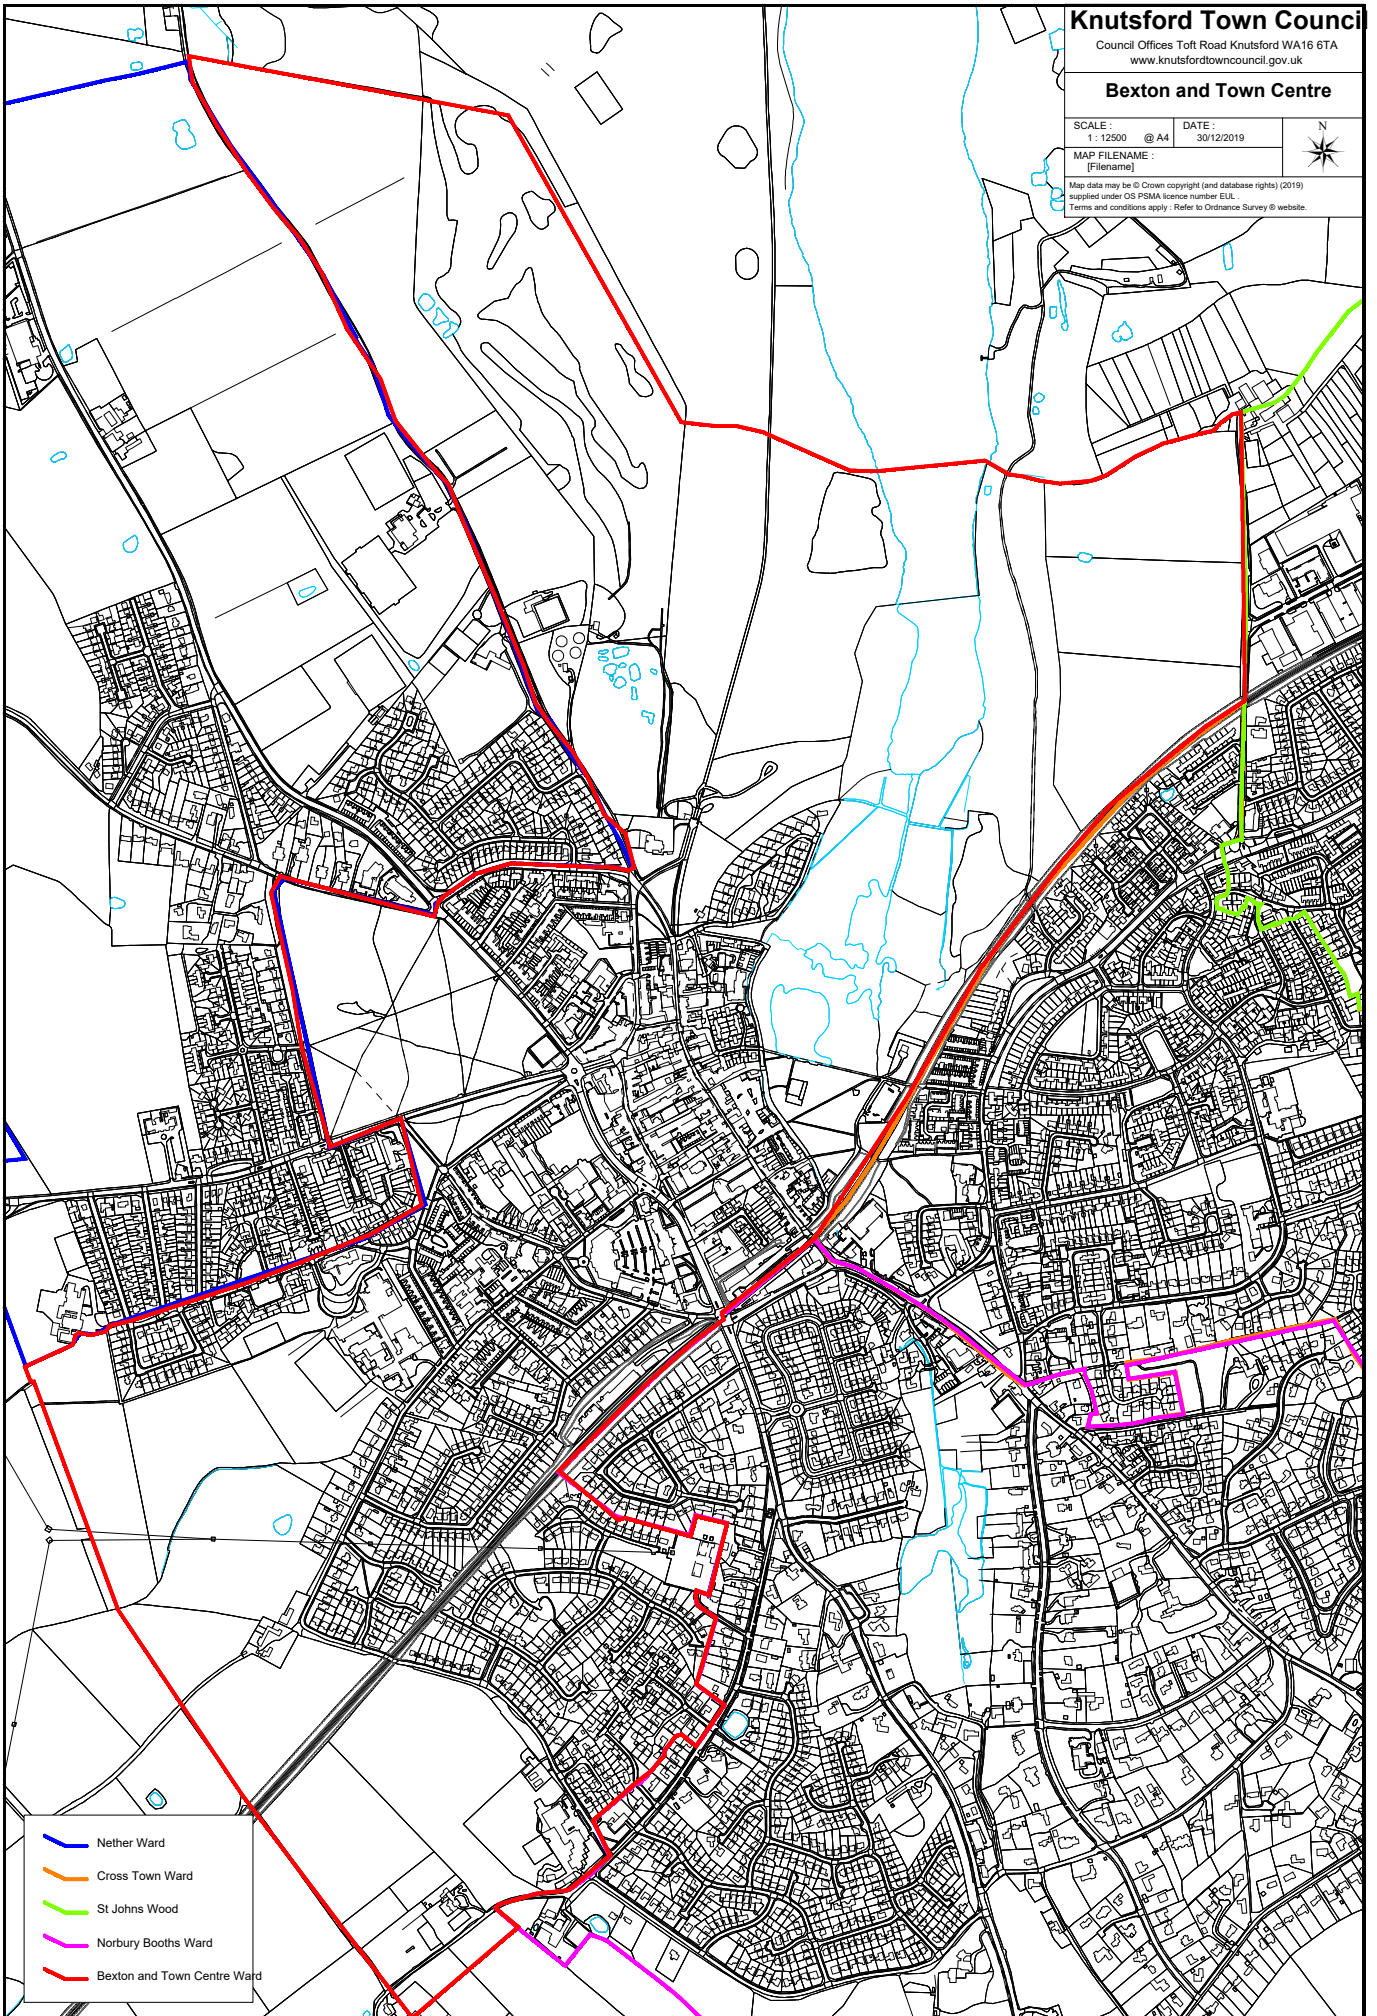 Knutsford Town Council
Council Offices Toft Road Knutsford WA16 6TA
www.knutsfordtowncouncil.gov.uk
Bexton and Town Centre
SCALE :
1 : 12500 @ A4
DATE :
30/12/2019
N
MAP FILENAME :
[Filename]
Map data may be © Crown copyright (and database rights) (2019)
supplied under OS PSMA licence number EUL .
Terms and conditions apply : Refer to Ordnance Survey ® website.
Nether Ward
Cross Town Ward
St Johns Wood
Norbury Booths Ward
Bexton and Town Centre Ward